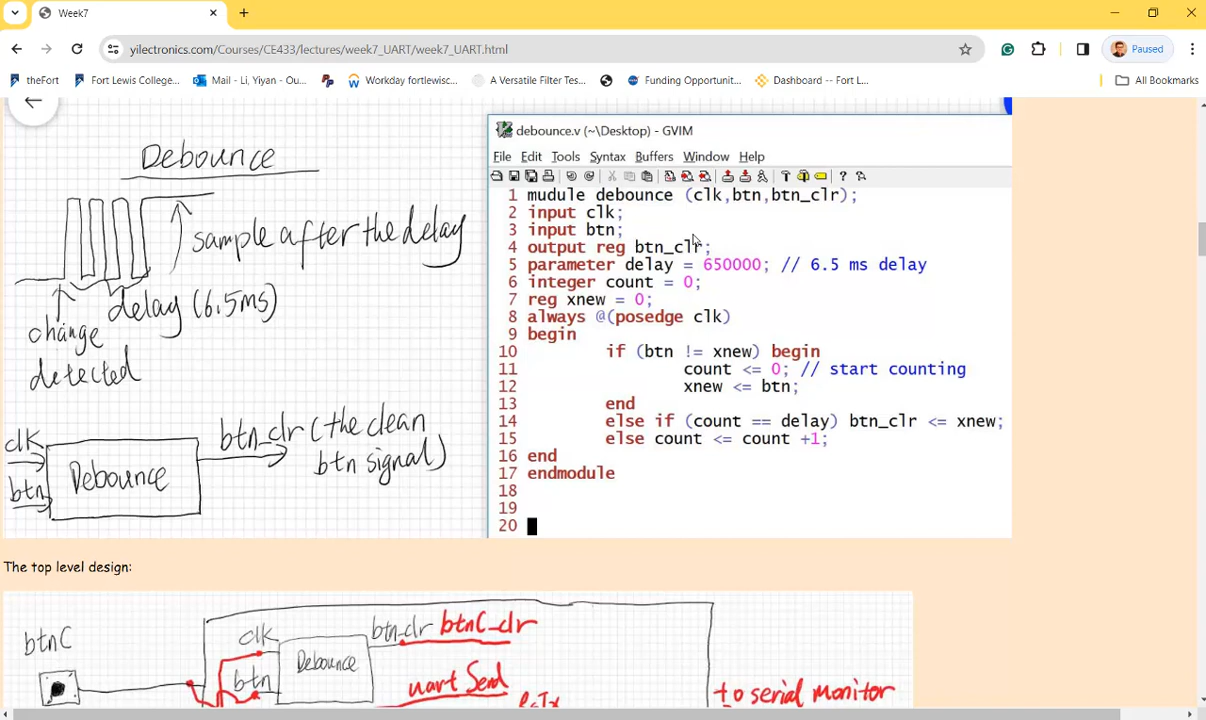 Week7
Paused
yilectronics.com/Courses/CE433/lectures/week7_UART/week7_UART.html
theFort
Fort Lewis College...
Mail - Li, Yiyan - Ou...
Workday fortlewisc...
A Versatile Filter Tes...
Funding Opportunit...
Dashboard -- Fort L...
All Bookmarks
Debounce
sample after the delay
delay (6.5ms)
change
detected
clk
btn
Debounce
btn_clr (the clean
btn signal)
debounce.v (~\Desktop) - GVIM
File Edit Tools Syntax Buffers Window Help
1 mudule debounce (clk,btn,btn_clr);
2 input clk;
3 input btn;
4 output reg btn_clr;
5 parameter delay = 650000; // 6.5 ms delay
6 integer count = 0;
7 reg xnew = 0;
8 always @(posedge clk)
9 begin
10 if (btn != xnew) begin
11 count <= 0; // start counting
12 xnew <= btn;
13 end
14 else if (count == delay) btn_clr <= xnew;
15 else count <= count +1;
16 end
17 endmodule
18
19
20
The top level design:
btnC
clk
btn
Debounce
btn_clr
btnC_clr
uart Send
to serial monitor